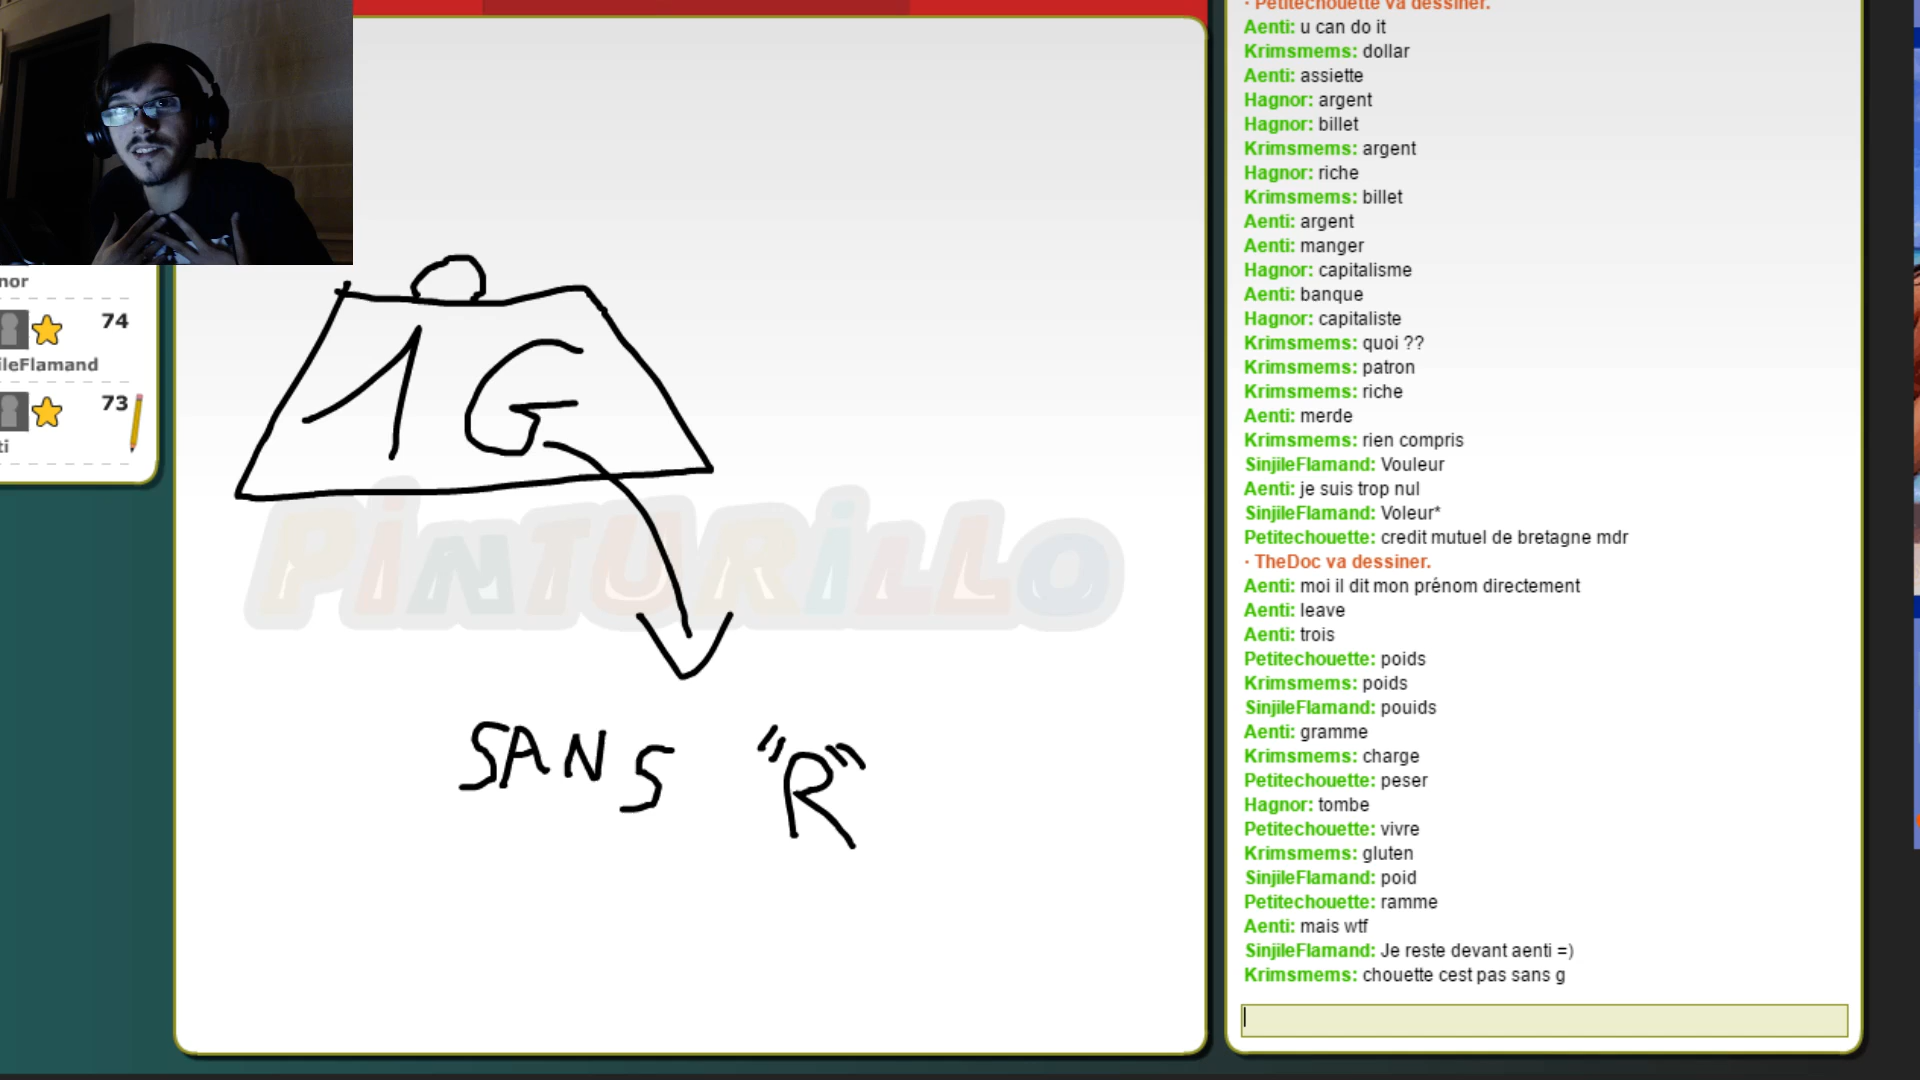 · Petitechouette va dessiner.
Aenti: u can do it
Krimsmems: dollar
Aenti: assiette
Hagnor: argent
Hagnor: billet
Krimsmems: argent
Hagnor: riche
Krimsmems: billet
Aenti: argent
Aenti: manger
Hagnor: capitalisme
Aenti: banque
Hagnor: capitaliste
Krimsmems: quoi ??
Krimsmems: patron
Krimsmems: riche
Aenti: merde
Krimsmems: rien compris
SinjileFlamand: Vouleur
Aenti: je suis trop nul
SinjileFlamand: Voleur*
Petitechouette: credit mutuel de bretagne mdr
· TheDoc va dessiner.
Aenti: moi il dit mon prénom directement
Aenti: leave
Aenti: trois
Petitechouette: poids
Krimsmems: poids
SinjileFlamand: pouids
Aenti: gramme
Krimsmems: charge
Petitechouette: peser
Hagnor: tombe
Petitechouette: vivre
Krimsmems: gluten
SinjileFlamand: poid
Petitechouette: ramme
Aenti: mais wtf
SinjileFlamand: Je reste devant aenti =)
Krimsmems: chouette cest pas sans g
nor
74
ileFlamand
73
ti
1G
PiNTURiLLO
SANS "R"